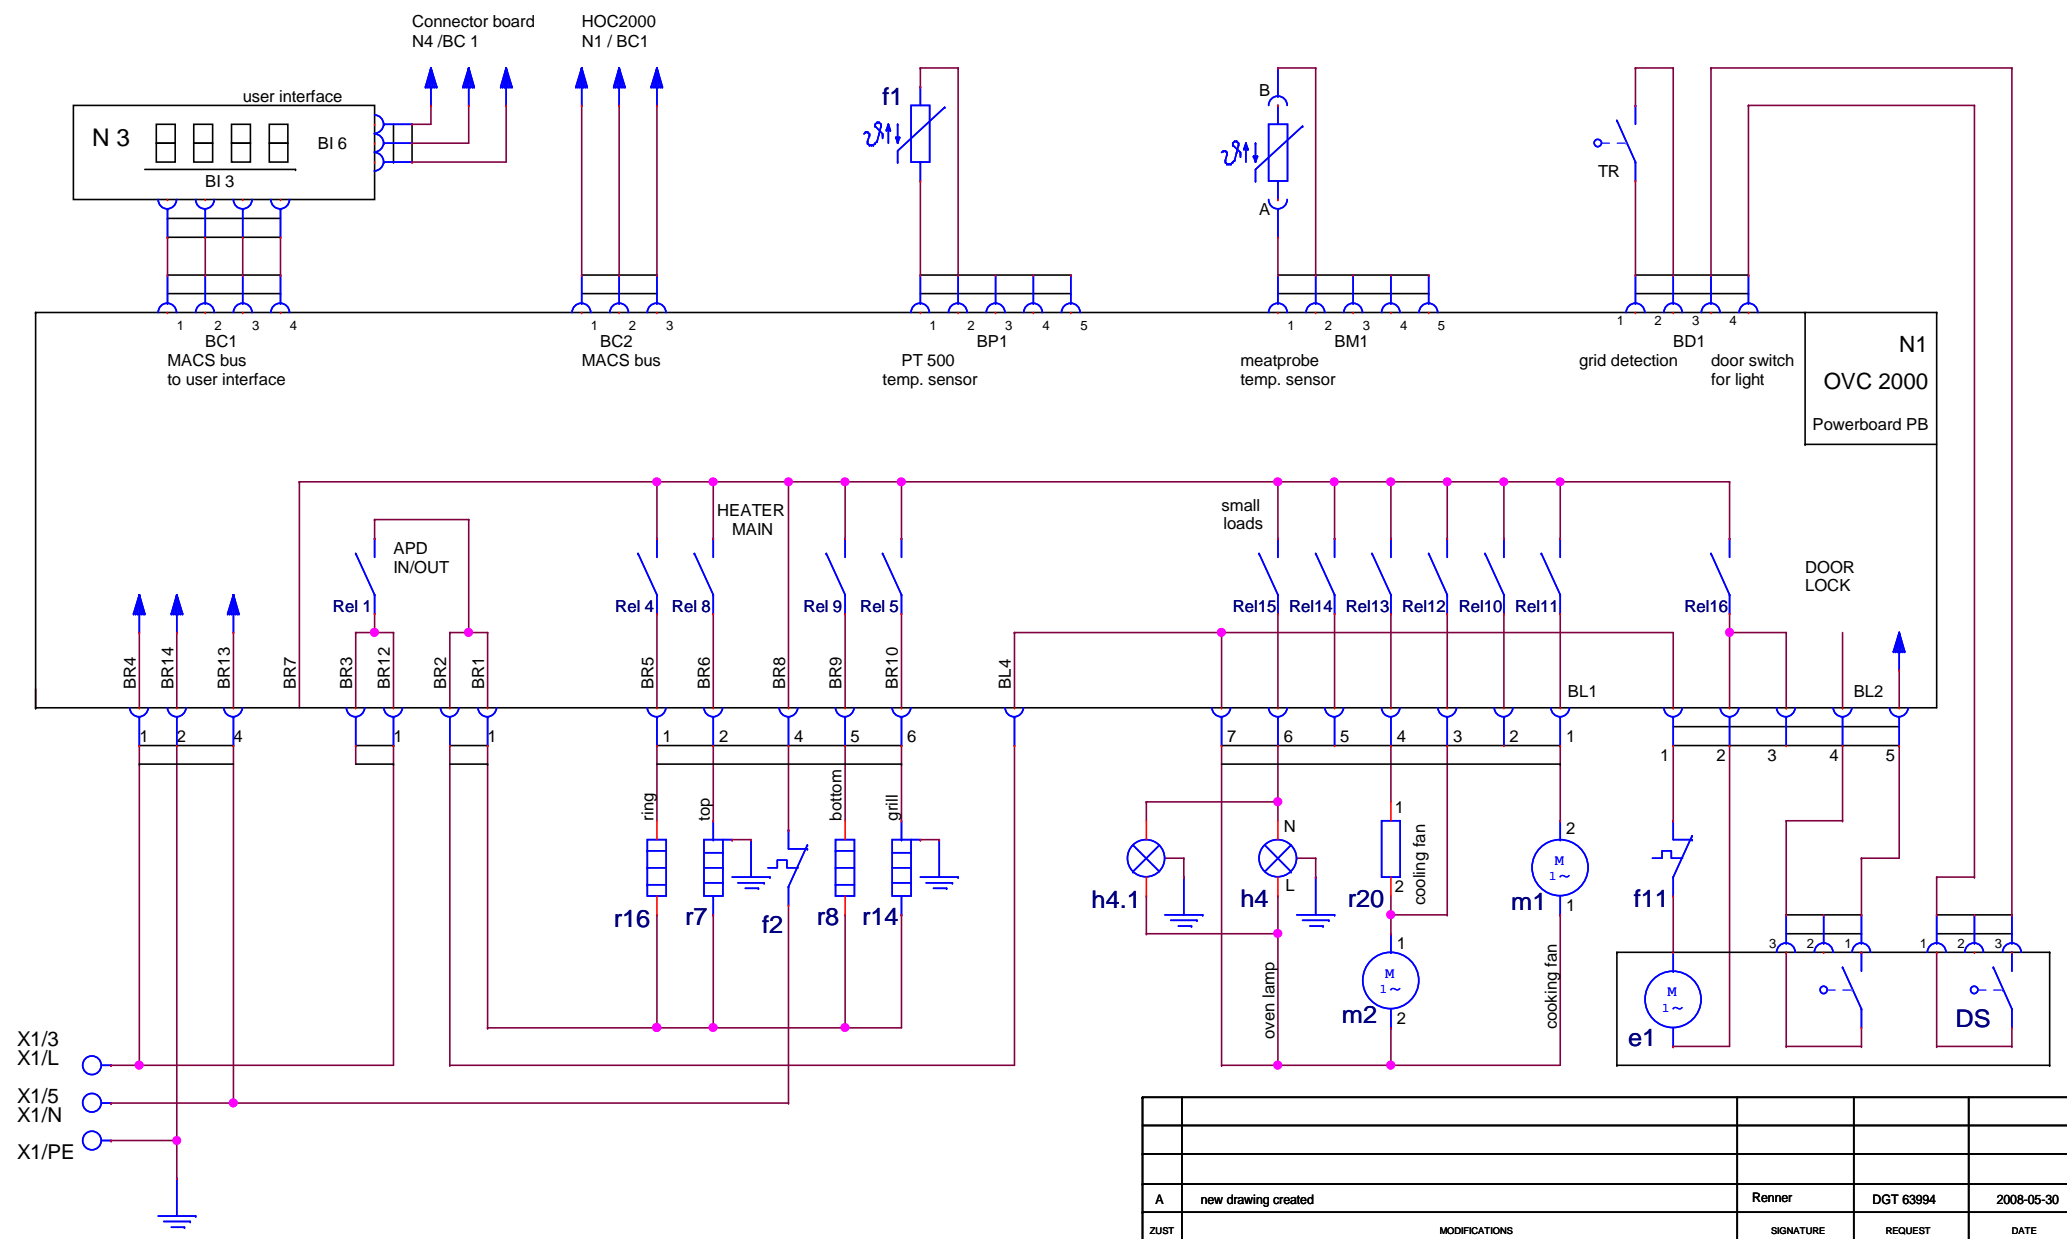 Connector board
N4 /BC 1
HOC2000
N1 / BC1
user interface
N 3
BI 6
BI 3
f1
B
A
TR
1 2 3 4
BC1
MACS bus
to user interface
1 2 3
BC2
MACS bus
1 2 3 4 5
BP1
PT 500
temp. sensor
1 2 3 4 5
BM1
meatprobe
temp. sensor
1 2 3 4
BD1
grid detection
door switch
for light
N1
OVC 2000
Powerboard PB
HEATER
MAIN
small
loads
APD
IN/OUT
DOOR
LOCK
Rel 1
Rel 4
Rel 8
Rel 9
Rel 5
Rel15
Rel14
Rel13
Rel12
Rel10
Rel11
Rel16
BR4
BR14
BR13
BR7
BR3
BR12
BR2
BR1
BR5
BR6
BR8
BR9
BR10
BL4
BL1
BL2
1 2 4
1
1
1 2 4 5 6
7 6 5 4 3 2 1
1 2 3 4 5
ring
top
bottom
grill
r16
r7
f2
r8
r14
h4.1
N
L
h4
oven lamp
1
2
r20
cooling fan
1
M
1~
2
m2
2
M
1~
1
m1
cooking fan
f11
M
1~
e1
3 2 1
1 2 3
DS
X1/3
X1/L
X1/5
X1/N
X1/PE
A new drawing created Renner DGT 63994 2008-05-30
ZUST MODIFICATIONS SIGNATURE REQUEST DATE